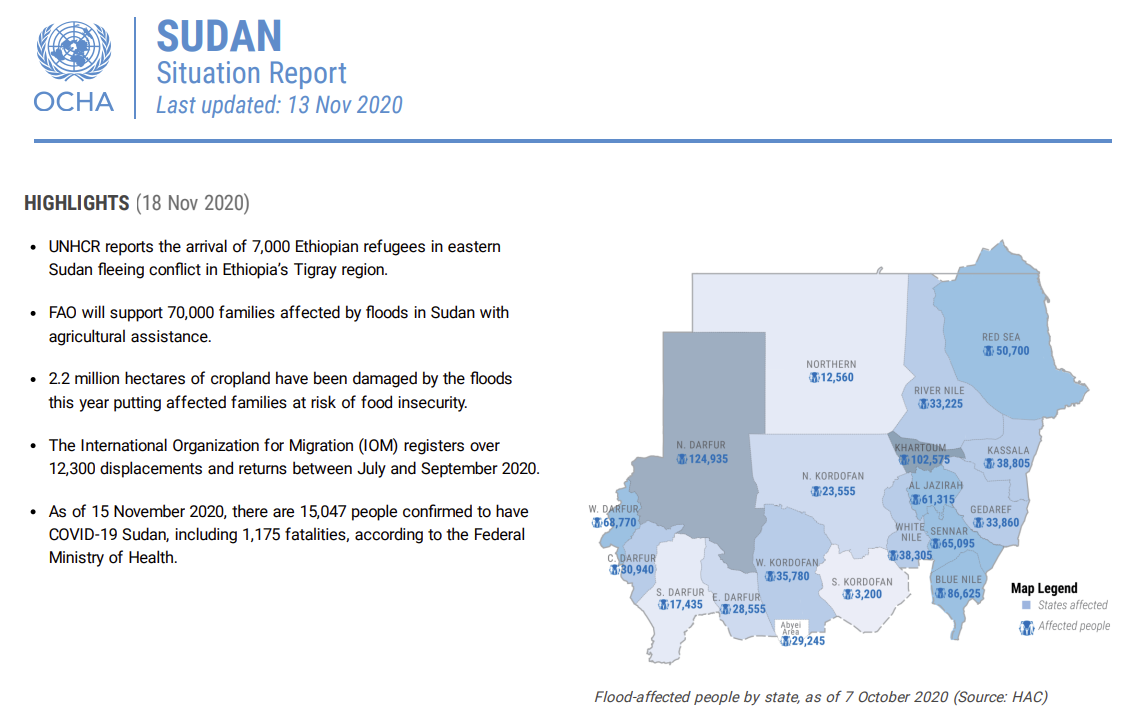 OCHA
SUDAN
Situation Report
Last updated: 13 Nov 2020
HIGHLIGHTS (18 Nov 2020)
• UNHCR reports the arrival of 7,000 Ethiopian refugees in eastern
Sudan fleeing conflict in Ethiopia's Tigray region.
• FAO will support 70,000 families affected by floods in Sudan with
agricultural assistance.
• 2.2 million hectares of cropland have been damaged by the floods
this year putting affected families at risk of food insecurity.
• The International Organization for Migration (IOM) registers over
12,300 displacements and returns between July and September 2020.
• As of 15 November 2020, there are 15,047 people confirmed to have
COVID-19 Sudan, including 1,175 fatalities, according to the Federal
Ministry of Health.
RED SEA
50,700
NORTHERN
12,560
RIVER NILE
33,225
N. DARFUR
124,935
KHARTOUM
102,575
KASSALA
38,805
N. KORDOFAN
23,555
AL JAZIRAH
61,315
W. DARFUR
68,770
GEDAREF
33,860
WHITE
NILE
38,305
SENNAR
65,095
C. DARFUR
30,940
W. KORDOFAN
35,780
S. KORDOFAN
3,200
BLUE NILE
86,625
S. DARFUR
17,435
E. DARFUR
28,555
Abyei
Area
29,245
Map Legend
States affected
Affected people
Flood-affected people by state, as of 7 October 2020 (Source: HAC)